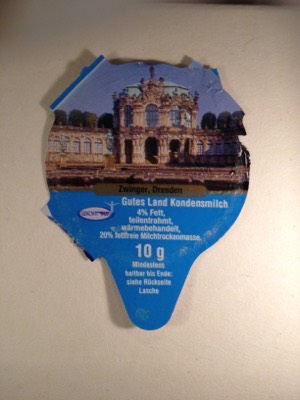 Zwinger, Dresden
Gutes Land Kondensmilch
4% Fett,
teilentrahmt,
wärmebehandelt,
20% fettfreie Milchtrockenmasse.
10 g
Mindestens
haltbar bis Ende:
siehe Rückseite
Lasche